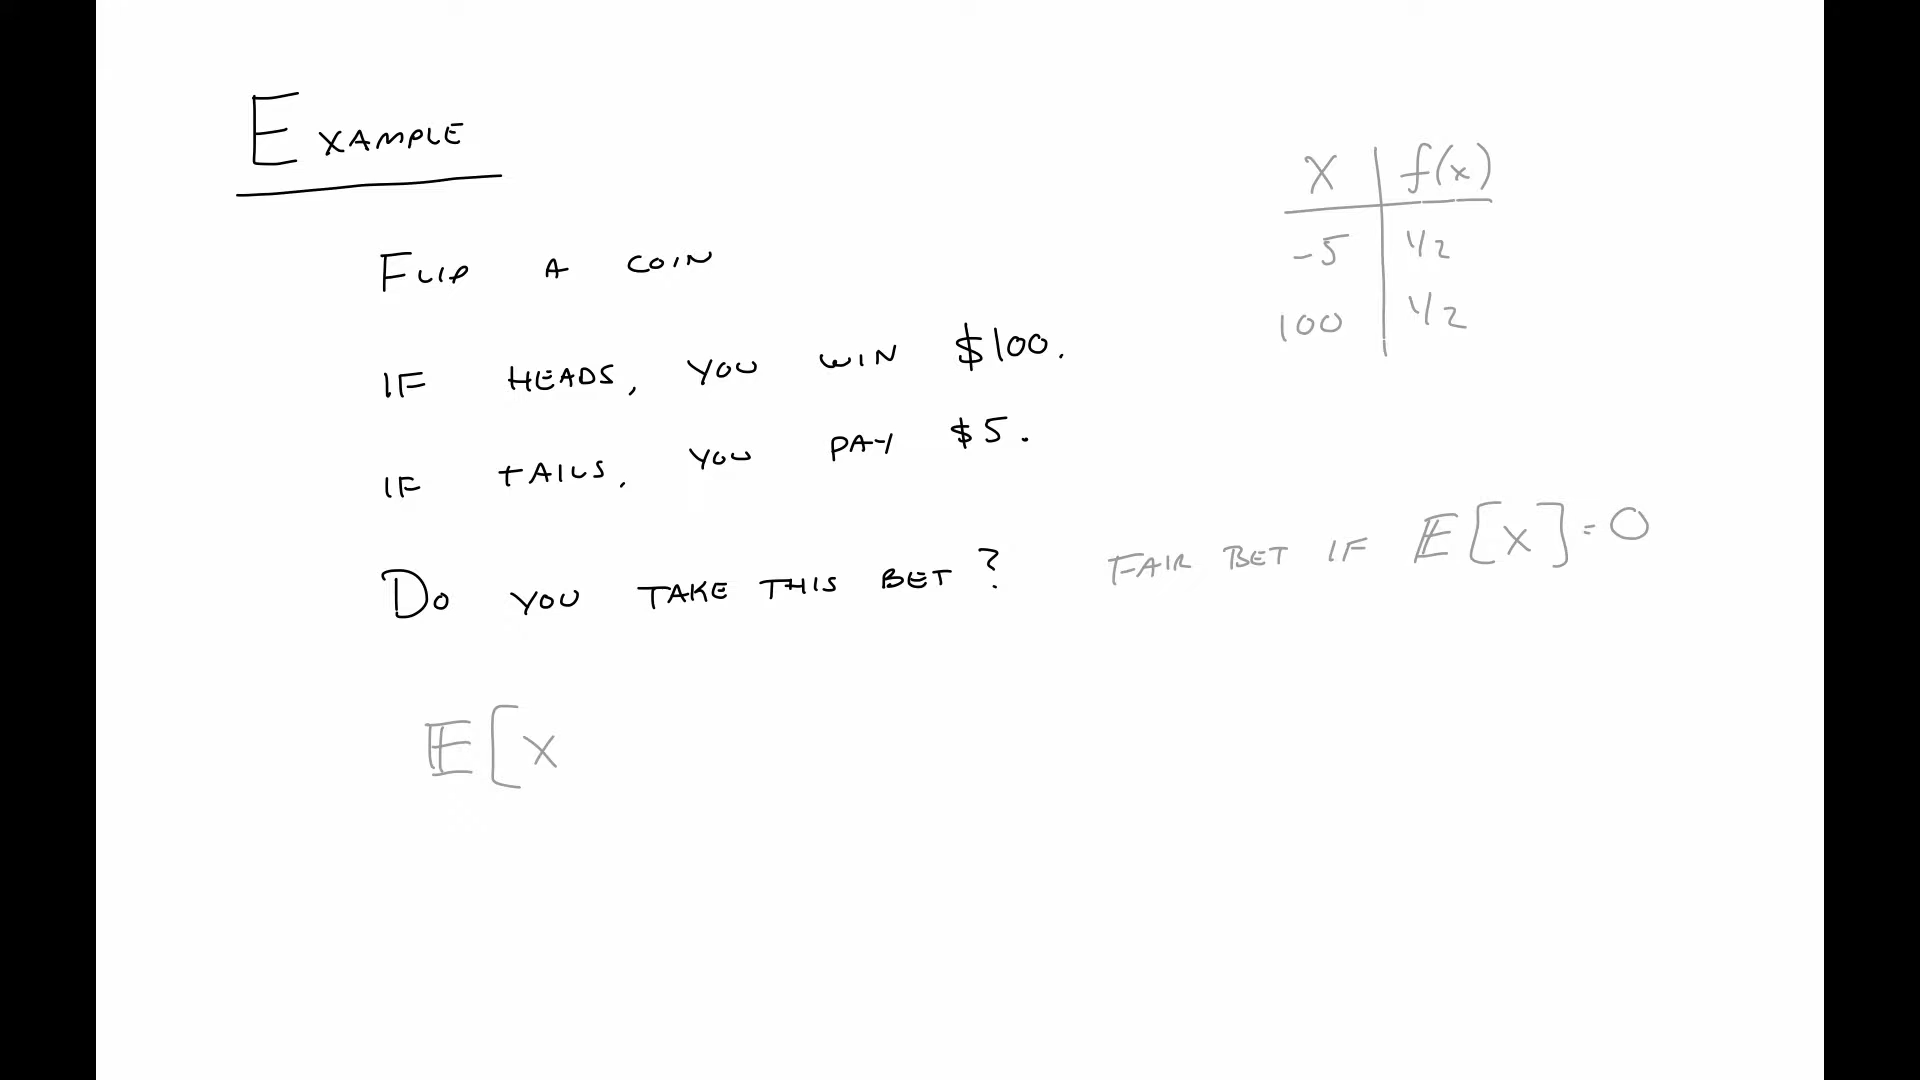 EXAMPLE
X f(x)
-5 1/2
100 1/2
FLIP A COIN
IF HEADS, YOU WIN $100.
IF TAILS, YOU PAY $5.
DO YOU TAKE THIS BET?
FAIR BET IF 𝔼[X]=0
𝔼[X